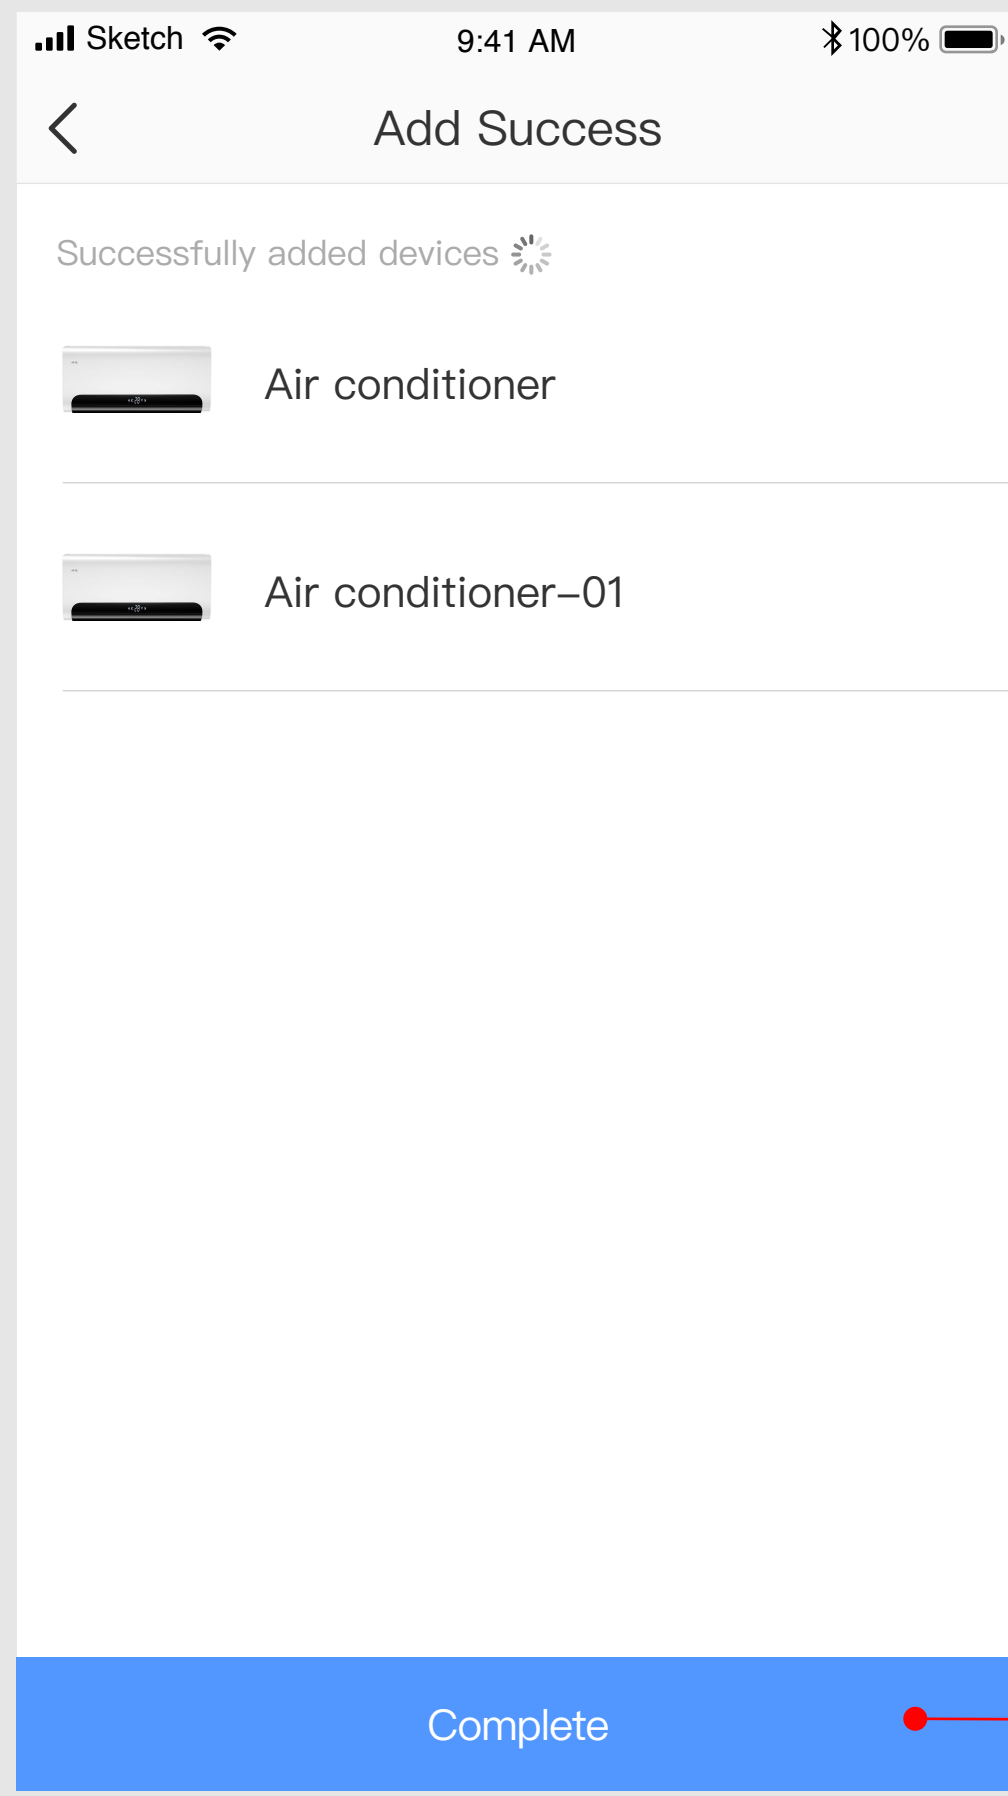 Sketch
9:41 AM
100%
Add Success
Successfully added devices
Air conditioner
Air conditioner-01
Complete